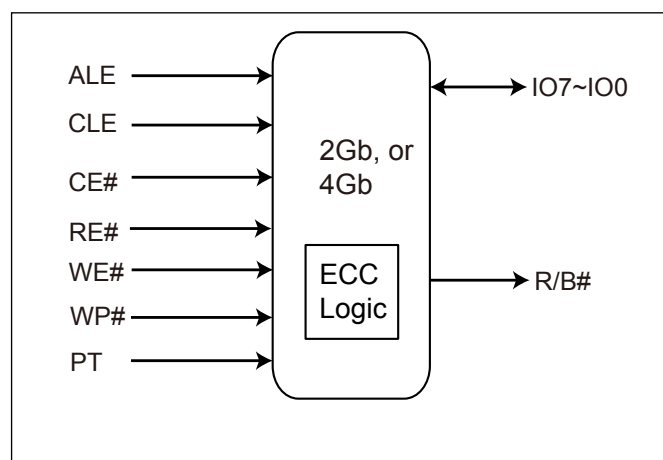 ALE
CLE
CE#
RE#
WE#
WP#
PT
2Gb, or
4Gb
ECC
Logic
IO7~IO0
R/B#